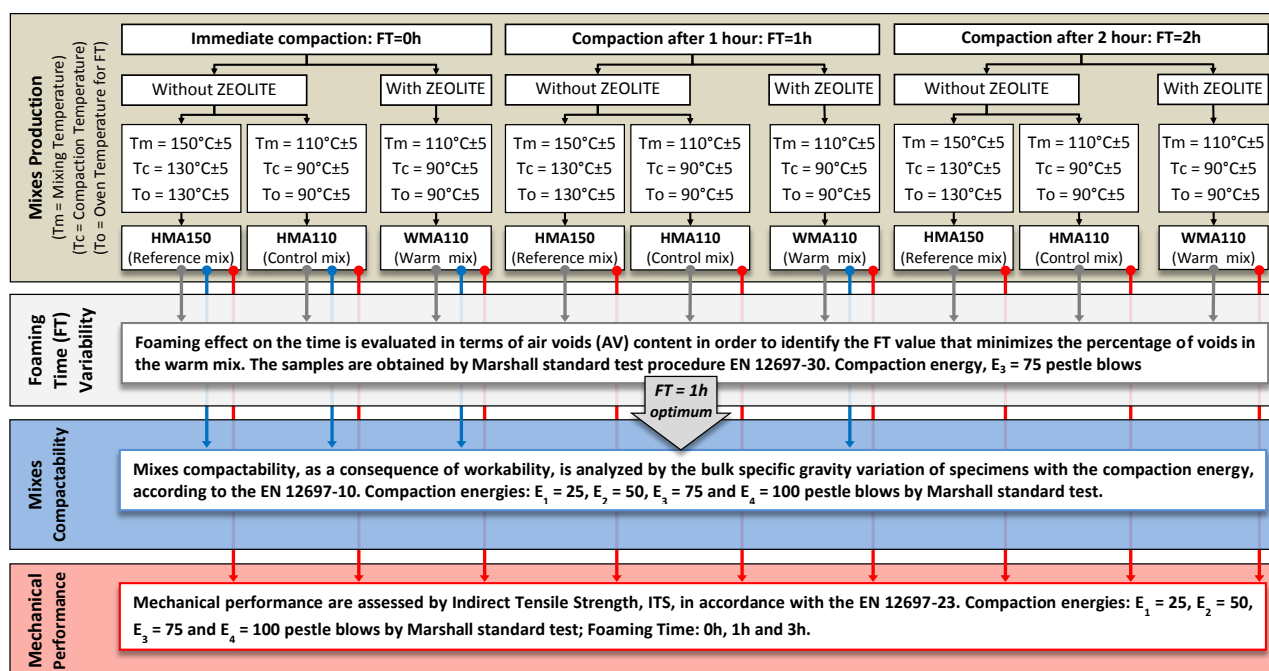 Mixes Production
(Tm = Mixing Temperature)
(Tc = Compaction Temperature)
(To = Oven Temperature for FT)
Immediate compaction: FT=0h
Without ZEOLITE
With ZEOLITE
Tm = 150°C±5
Tc = 130°C±5
To = 130°C±5
Tm = 110°C±5
Tc = 90°C±5
To = 90°C±5
Tm = 110°C±5
Tc = 90°C±5
To = 90°C±5
HMA150
(Reference mix)
HMA110
(Control mix)
WMA110
(Warm mix)
Compaction after 1 hour: FT=1h
Without ZEOLITE
With ZEOLITE
Tm = 150°C±5
Tc = 130°C±5
To = 130°C±5
Tm = 110°C±5
Tc = 90°C±5
To = 90°C±5
Tm = 110°C±5
Tc = 90°C±5
To = 90°C±5
HMA150
(Reference mix)
HMA110
(Control mix)
WMA110
(Warm mix)
Compaction after 2 hour: FT=2h
Without ZEOLITE
With ZEOLITE
Tm = 150°C±5
Tc = 130°C±5
To = 130°C±5
Tm = 110°C±5
Tc = 90°C±5
To = 90°C±5
Tm = 110°C±5
Tc = 90°C±5
To = 90°C±5
HMA150
(Reference mix)
HMA110
(Control mix)
WMA110
(Warm mix)
Foaming
Time (FT)
Variability
Foaming effect on the time is evaluated in terms of air voids (AV) content in order to identify the FT value that minimizes the percentage of voids in
the warm mix. The samples are obtained by Marshall standard test procedure EN 12697-30. Compaction energy, E₃ = 75 pestle blows
FT = 1h
optimum
Mixes
Compactability
Mixes compactability, as a consequence of workability, is analyzed by the bulk specific gravity variation of specimens with the compaction energy,
according to the EN 12697-10. Compaction energies: E₁ = 25, E₂ = 50, E₃ = 75 and E₄ = 100 pestle blows by Marshall standard test.
Mechanical
Performance
Mechanical performance are assessed by Indirect Tensile Strength, ITS, in accordance with the EN 12697-23. Compaction energies: E₁ = 25, E₂ = 50,
E₃ = 75 and E₄ = 100 pestle blows by Marshall standard test; Foaming Time: 0h, 1h and 3h.